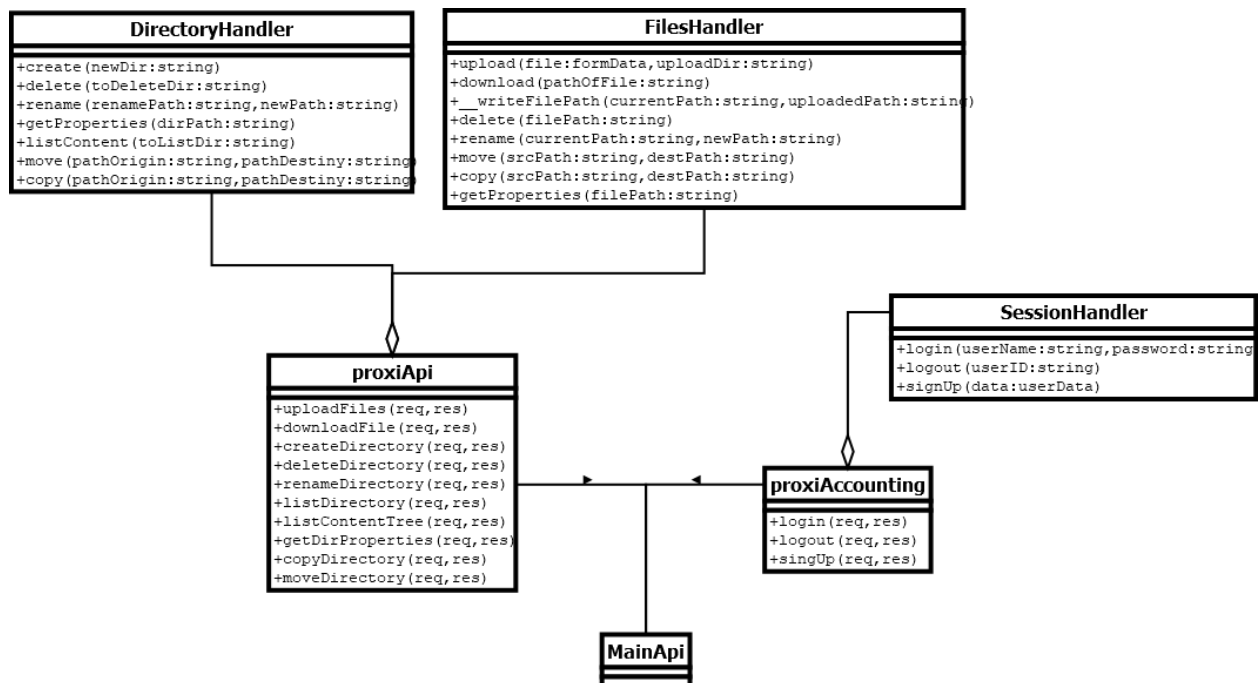 DirectoryHandler
+create(newDir:string)
+delete(toDeleteDir:string)
+rename(renamePath:string,newPath:string)
+getProperties(dirPath:string)
+listContent(toListDir:string)
+move(pathOrigin:string,pathDestiny:string)
+copy(pathOrigin:string,pathDestiny:string)
FilesHandler
+upload(file:formData,uploadDir:string)
+download(pathOfFile:string)
+__writeFilePath(currentPath:string,uploadedPath:string)
+delete(filePath:string)
+rename(currentPath:string,newPath:string)
+move(srcPath:string,destPath:string)
+copy(srcPath:string,destPath:string)
+getProperties(filePath:string)
SessionHandler
+login(userName:string,password:string
+logout(userID:string)
+signUp(data:userData)
proxiApi
+uploadFiles(req,res)
+downloadFile(req,res)
+createDirectory(req,res)
+deleteDirectory(req,res)
+renameDirectory(req,res)
+listDirectory(req,res)
+listContentTree(req,res)
+getDirProperties(req,res)
+copyDirectory(req,res)
+moveDirectory(req,res)
proxiAccounting
+login(req,res)
+logout(req,res)
+singUp(req,res)
MainApi